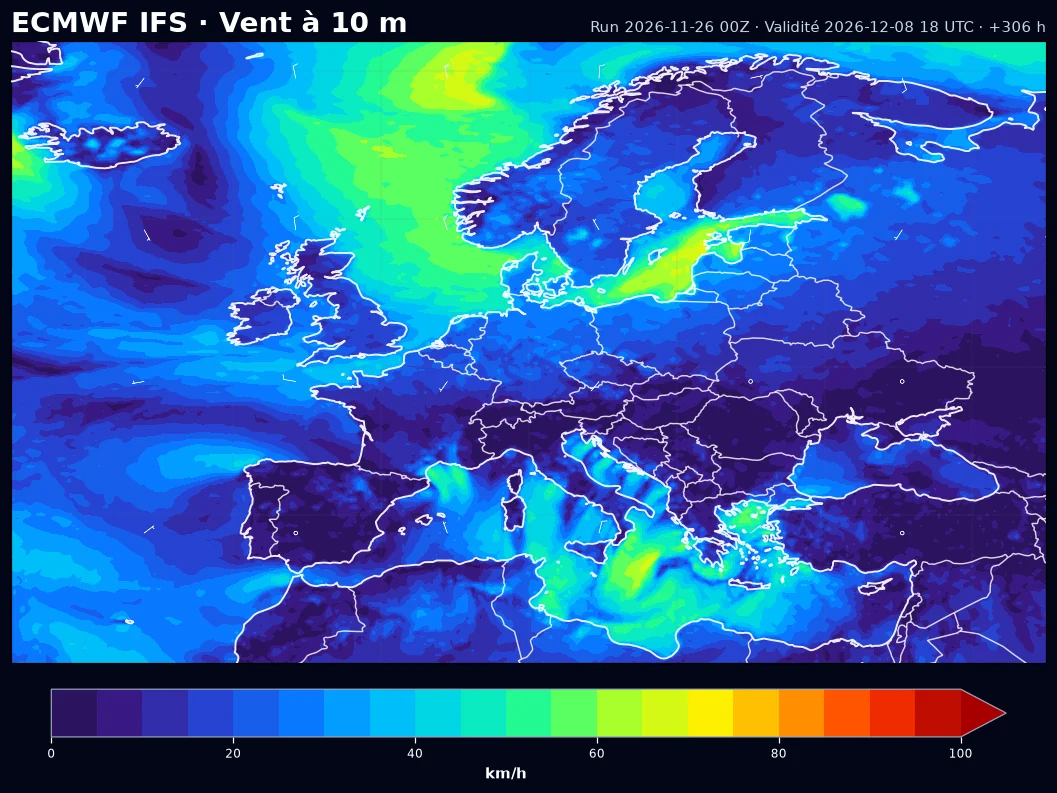 ECMWF IFS · Vent à 10 m
Run 2026-11-26 00Z · Validité 2026-12-08 18 UTC · +306 h
0 20 40 60 80 100
km/h